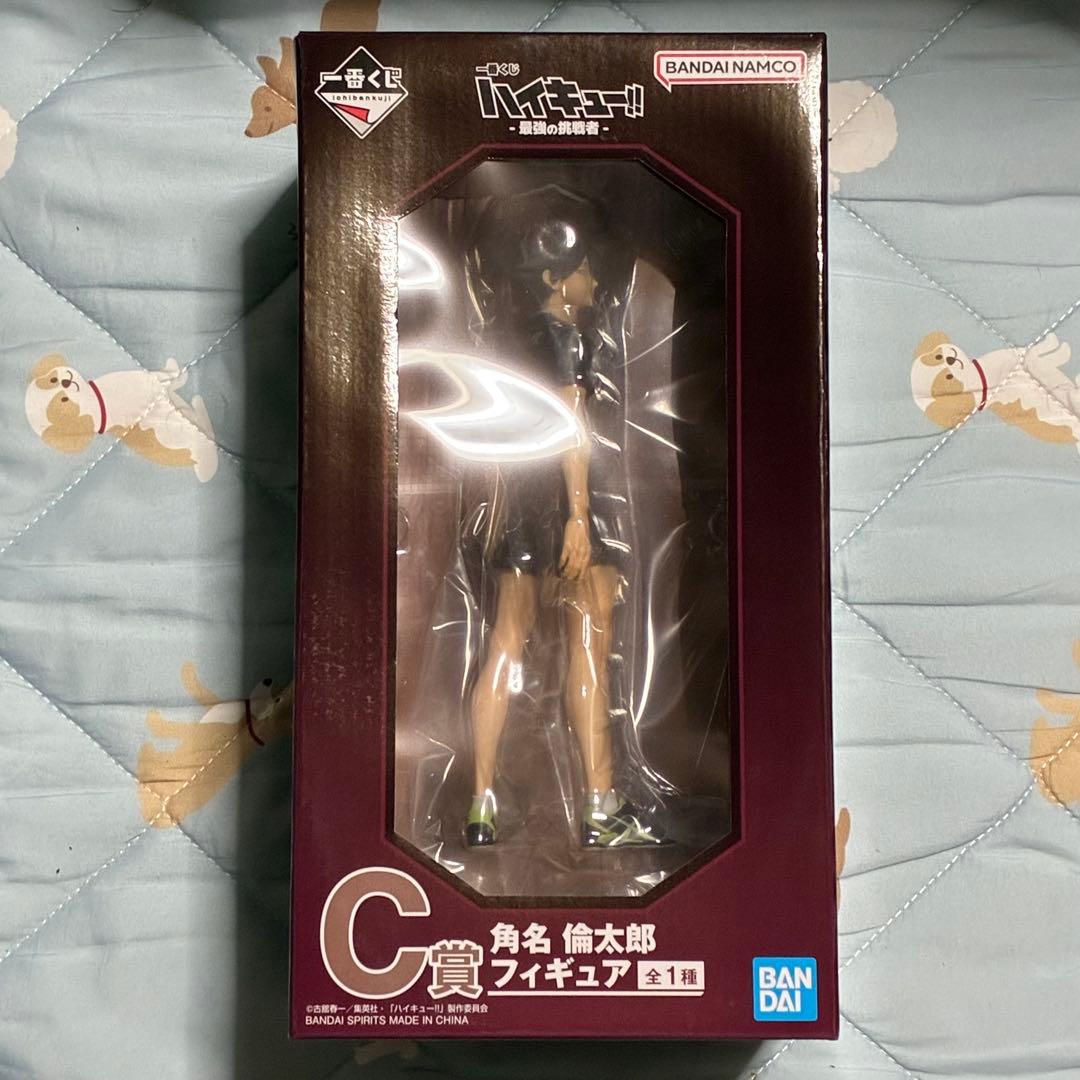 一番くじ
ichibankuji
一番くじ
ハイキュー!!
- 最強の挑戦者 -
BANDAI NAMCO
C賞
角名 倫太郎
フィギュア 全1種
©古舘春一/集英社・「ハイキュー!!」製作委員会
BANDAI SPIRITS MADE IN CHINA
BAN
DAI